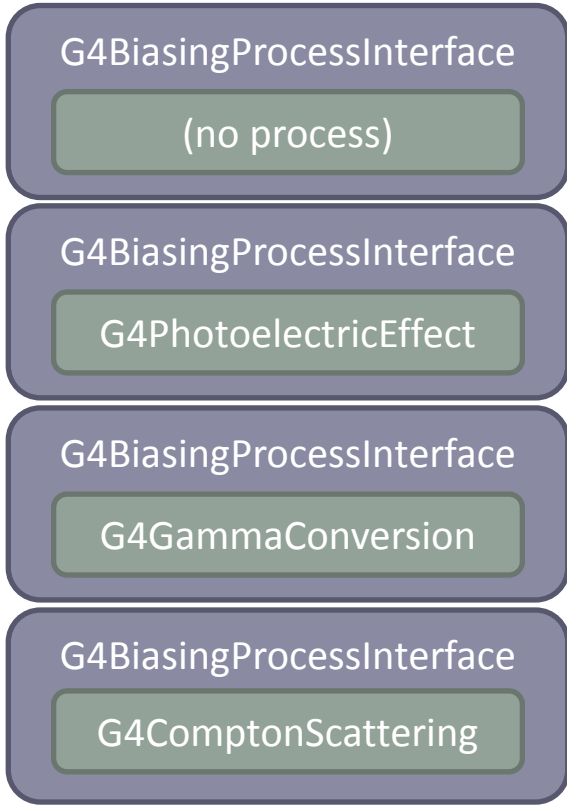 G4BiasingProcessInterface
(no process)
G4BiasingProcessInterface
G4PhotoelectricEffect
G4BiasingProcessInterface
G4GammaConversion
G4BiasingProcessInterface
G4ComptonScattering